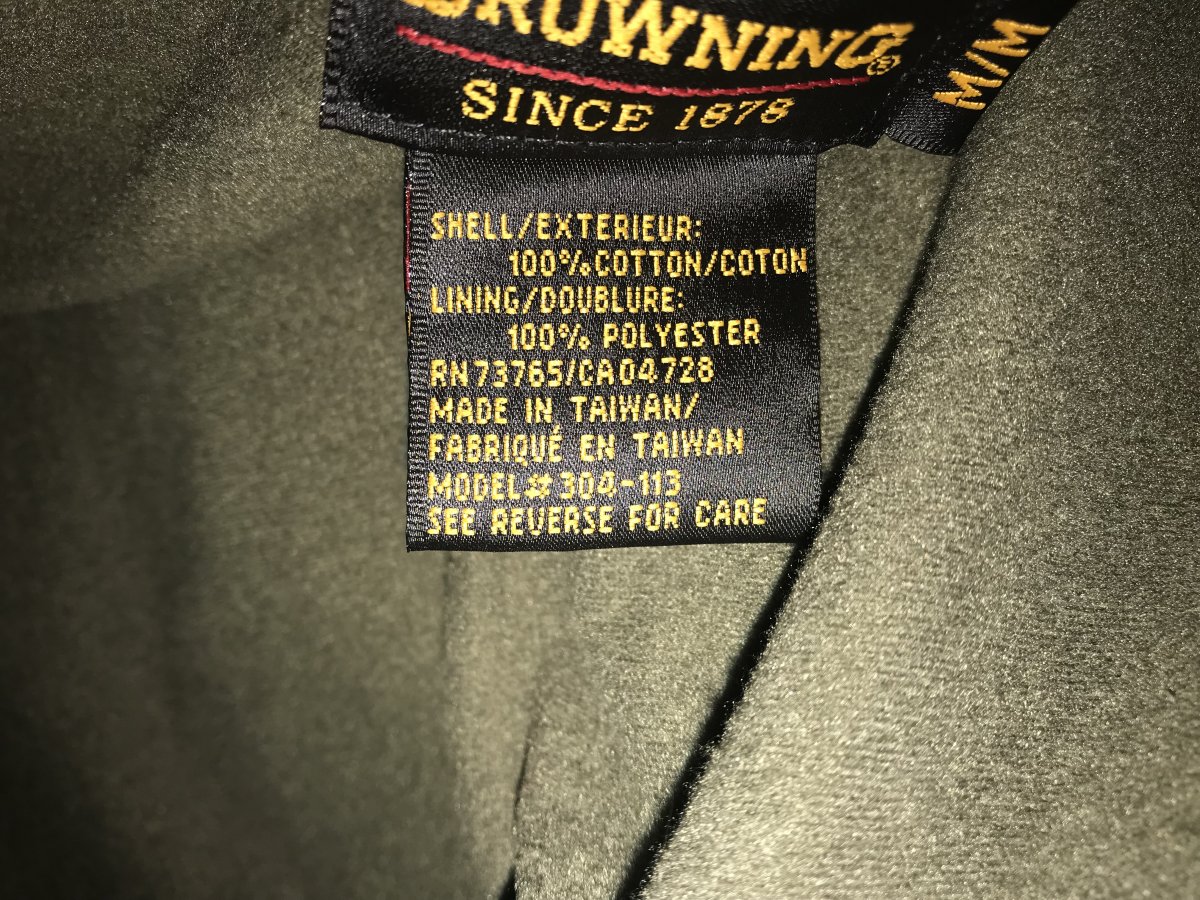 BROWNING®
SINCE 1878
M/M
SHELL/EXTERIEUR:
100%COTTON/COTON
LINING/DOUBLURE:
100% POLYESTER
RN73765/CA04728
MADE IN TAIWAN/
FABRIQUÉ EN TAIWAN
MODEL# 304-113
SEE REVERSE FOR CARE